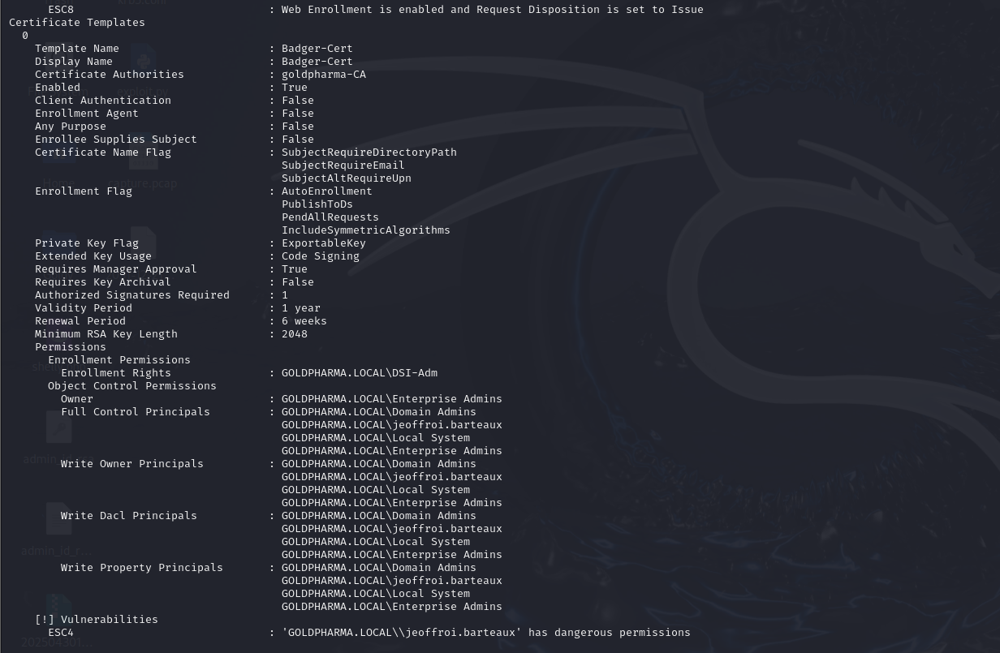 ESC8 : Web Enrollment is enabled and Request Disposition is set to Issue
Certificate Templates
0
Template Name : Badger-Cert
Display Name : Badger-Cert
Certificate Authorities : goldpharma-CA
Enabled : True
Client Authentication : False
Enrollment Agent : False
Any Purpose : False
Enrollee Supplies Subject : False
Certificate Name Flag : SubjectRequireDirectoryPath
SubjectRequireEmail
SubjectAltRequireUpn
Enrollment Flag : AutoEnrollment
PublishToDs
PendAllRequests
IncludeSymmetricAlgorithms
Private Key Flag : ExportableKey
Extended Key Usage : Code Signing
Requires Manager Approval : True
Requires Key Archival : False
Authorized Signatures Required : 1
Validity Period : 1 year
Renewal Period : 6 weeks
Minimum RSA Key Length : 2048
Permissions
Enrollment Permissions
Enrollment Rights : GOLDPHARMA.LOCAL\DSI-Adm
Object Control Permissions
Owner : GOLDPHARMA.LOCAL\Enterprise Admins
Full Control Principals : GOLDPHARMA.LOCAL\Domain Admins
GOLDPHARMA.LOCAL\jeoffroi.barteaux
GOLDPHARMA.LOCAL\Local System
GOLDPHARMA.LOCAL\Enterprise Admins
Write Owner Principals : GOLDPHARMA.LOCAL\Domain Admins
GOLDPHARMA.LOCAL\jeoffroi.barteaux
GOLDPHARMA.LOCAL\Local System
GOLDPHARMA.LOCAL\Enterprise Admins
Write Dacl Principals : GOLDPHARMA.LOCAL\Domain Admins
GOLDPHARMA.LOCAL\jeoffroi.barteaux
GOLDPHARMA.LOCAL\Local System
GOLDPHARMA.LOCAL\Enterprise Admins
Write Property Principals : GOLDPHARMA.LOCAL\Domain Admins
GOLDPHARMA.LOCAL\jeoffroi.barteaux
GOLDPHARMA.LOCAL\Local System
GOLDPHARMA.LOCAL\Enterprise Admins
[!] Vulnerabilities
ESC4 : 'GOLDPHARMA.LOCAL\\jeoffroi.barteaux' has dangerous permissions
Home
capture.pcap
admin_id_r...
202504301...